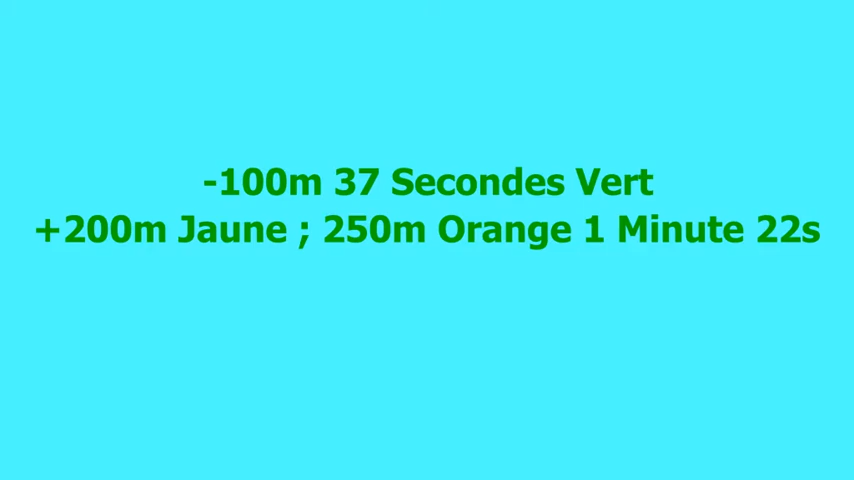 -100m 37 Secondes Vert
+200m Jaune ; 250m Orange 1 Minute 22s